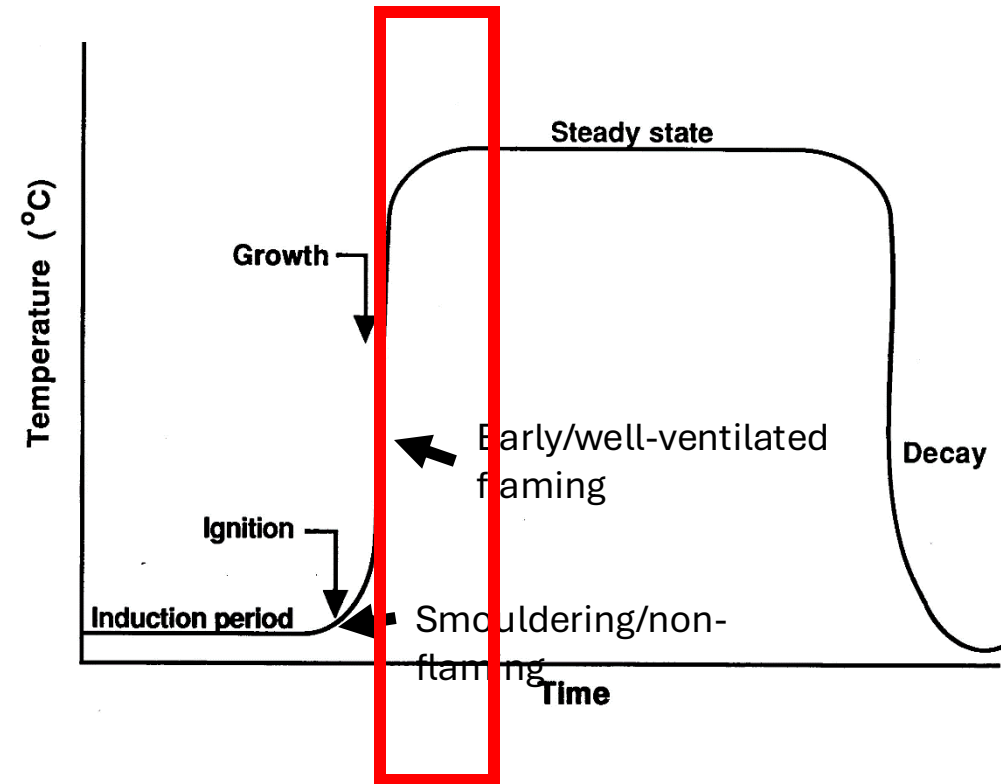 Steady state
Temperature (°C)
Growth
Early/well-ventilated
flaming
Decay
Ignition
Induction period
Smouldering/non-
flaming
Time